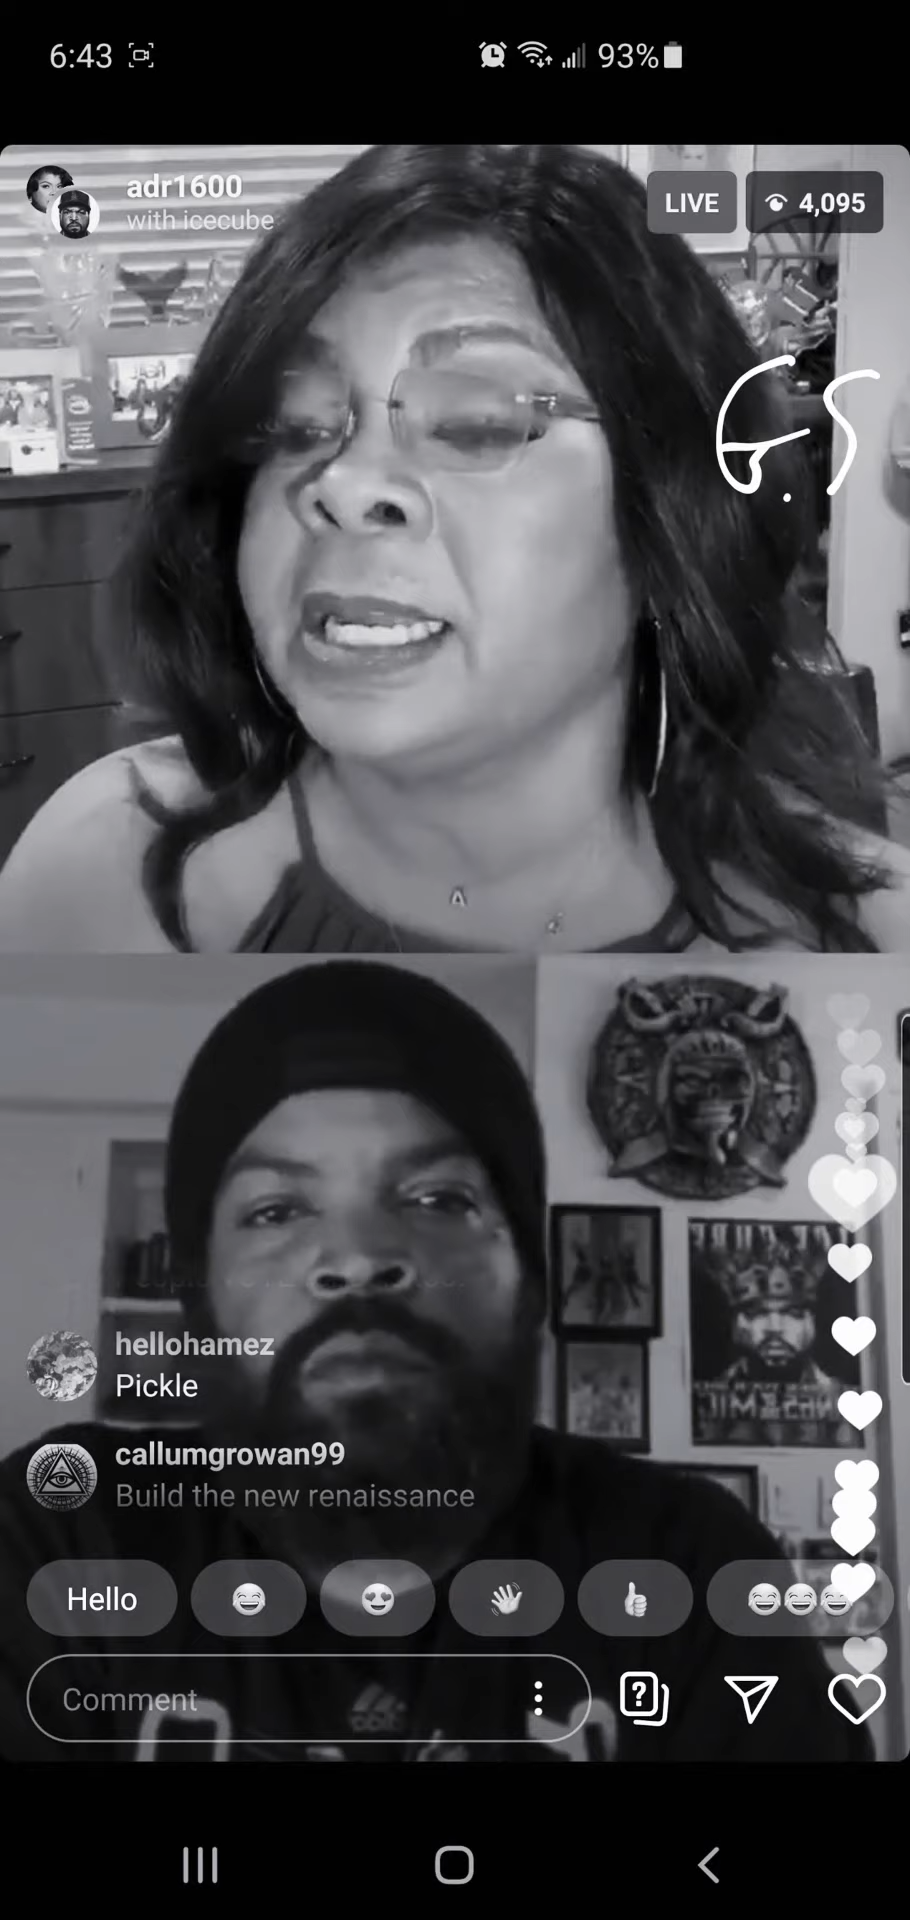 6:43 93%
adr1600
with icecube
LIVE 4,095
G.S
A
hellohamez
Pickle
callumgrowan99
Build the new renaissance
Hello
Comment